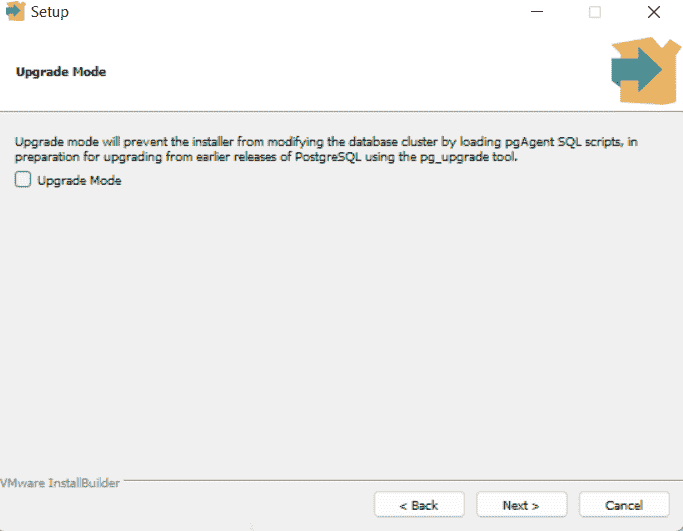 Setup
Upgrade Mode
Upgrade mode will prevent the installer from modifying the database cluster by loading pgAgent SQL scripts, in
preparation for upgrading from earlier releases of PostgreSQL using the pg_upgrade tool.
Upgrade Mode
VMware InstallBuilder
< Back Next > Cancel